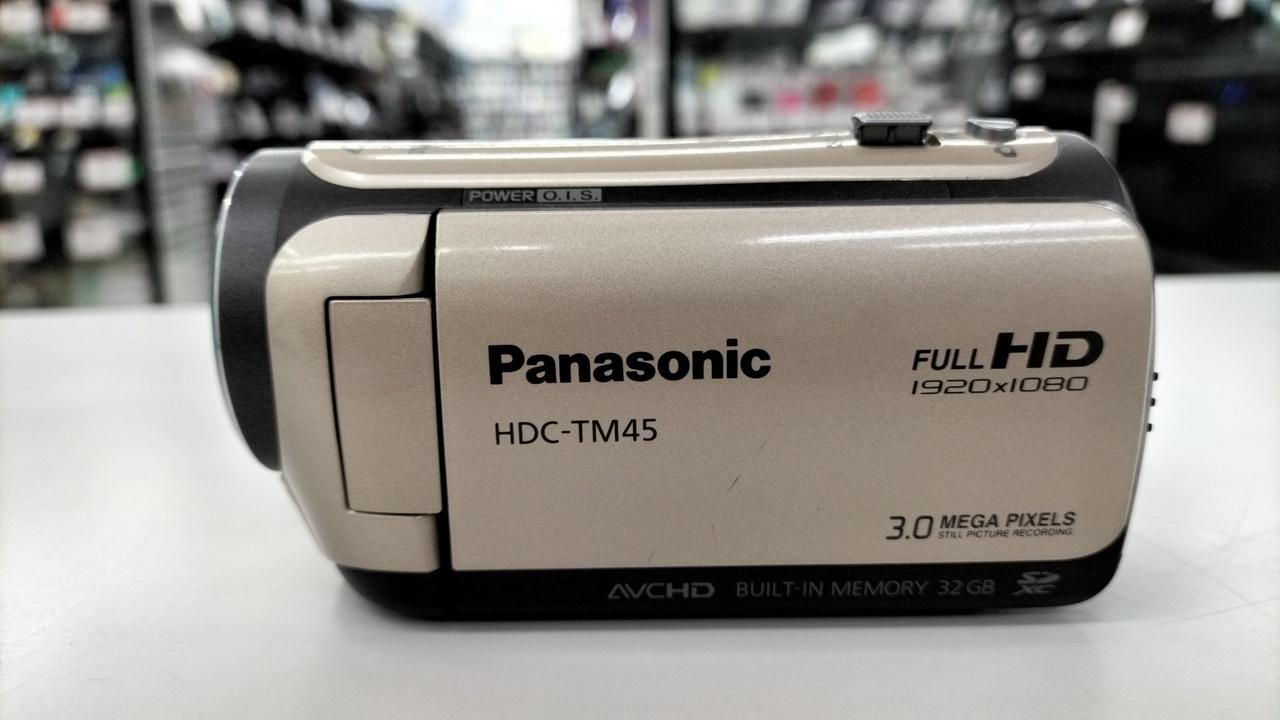 POWER O.I.S.
Panasonic
HDC-TM45
FULL HD
1920x1080
3.0 MEGA PIXELS
STILL PICTURE RECORDING
AVCHD BUILT-IN MEMORY 32 GB SD XC